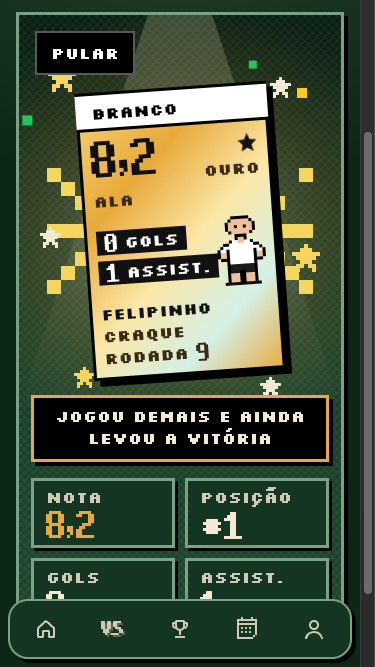 PULAR
BRANCO
8,2
OURO
ALA
0 GOLS
1 ASSIST.
FELIPINHO
CRAQUE
RODADA 9
JOGOU DEMAIS E AINDA
LEVOU A VITÓRIA
NOTA
8,2
POSIÇÃO
#1
GOLS
ASSIST.
VS